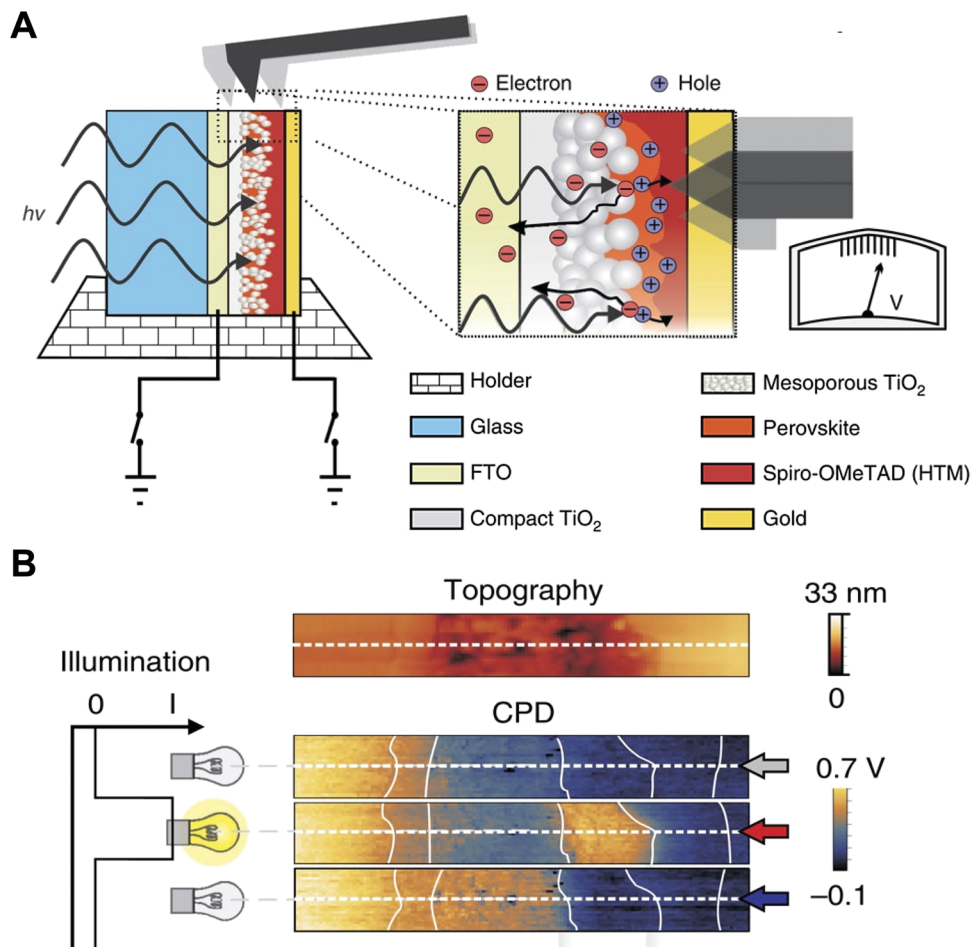 A
Electron
Hole
hv
V
Holder
Mesoporous TiO2
Glass
Perovskite
FTO
Spiro-OMeTAD (HTM)
Compact TiO2
Gold
B
Topography
33 nm
0
Illumination
0 I
CPD
0.7 V
−0.1